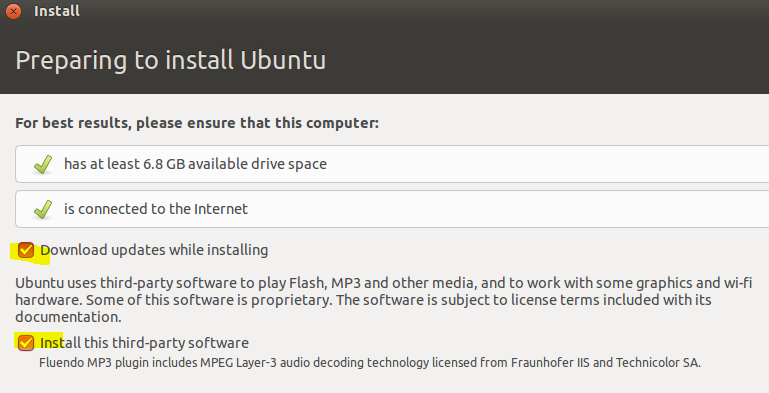 Install
Preparing to install Ubuntu
For best results, please ensure that this computer:
has at least 6.8 GB available drive space
is connected to the Internet
Download updates while installing
Ubuntu uses third-party software to play Flash, MP3 and other media, and to work with some graphics and wi-fi
hardware. Some of this software is proprietary. The software is subject to license terms included with its
documentation.
Install this third-party software
Fluendo MP3 plugin includes MPEG Layer-3 audio decoding technology licensed from Fraunhofer IIS and Technicolor SA.